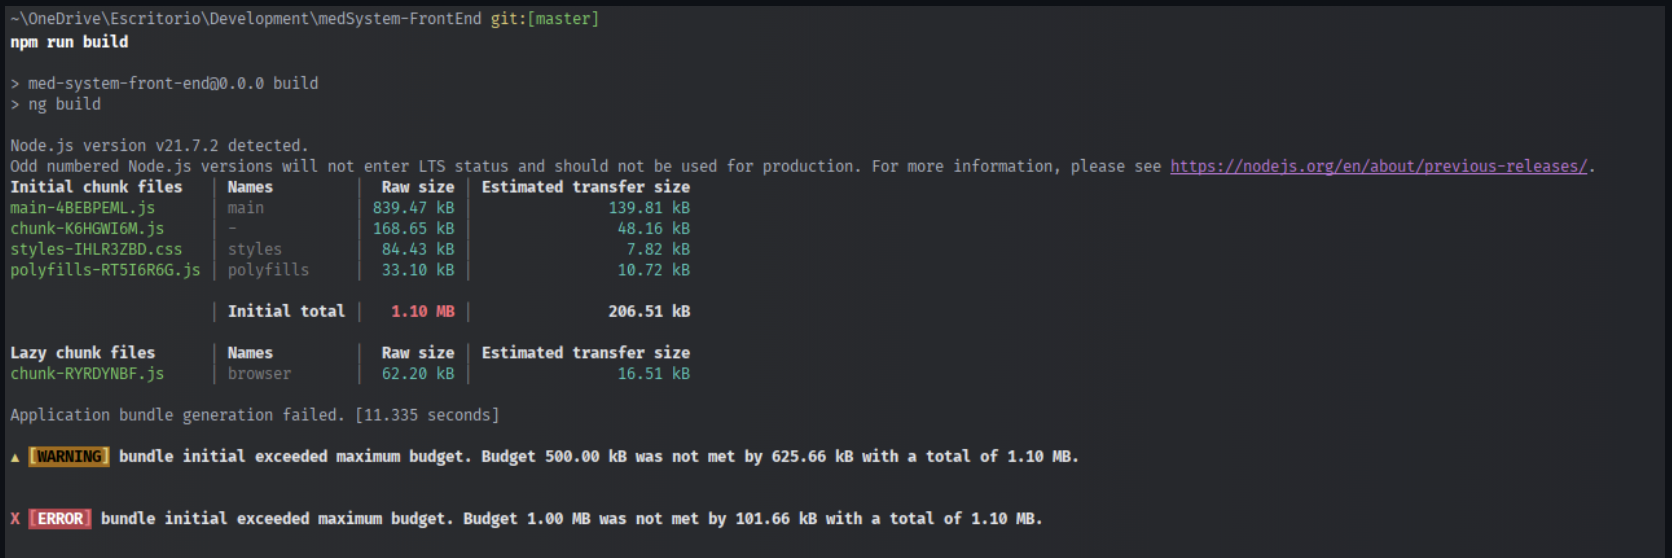 ~\OneDrive\Escritorio\Development\medSystem-FrontEnd git:[master]
npm run build
> med-system-front-end@0.0.0 build
> ng build
Node.js version v21.7.2 detected.
Odd numbered Node.js versions will not enter LTS status and should not be used for production. For more information, please see https://nodejs.org/en/about/previous-releases/.
Initial chunk files | Names | Raw size | Estimated transfer size
main-4BEBPEML.js | main | 839.47 kB | 139.81 kB
chunk-K6HGWI6M.js | - | 168.65 kB | 48.16 kB
styles-IHLR3ZBD.css | styles | 84.43 kB | 7.82 kB
polyfills-RT5I6R6G.js | polyfills | 33.10 kB | 10.72 kB
| Initial total | 1.10 MB | 206.51 kB
Lazy chunk files | Names | Raw size | Estimated transfer size
chunk-RYRDYNBF.js | browser | 62.20 kB | 16.51 kB
Application bundle generation failed. [11.335 seconds]
▲ [WARNING] bundle initial exceeded maximum budget. Budget 500.00 kB was not met by 625.66 kB with a total of 1.10 MB.
X [ERROR] bundle initial exceeded maximum budget. Budget 1.00 MB was not met by 101.66 kB with a total of 1.10 MB.